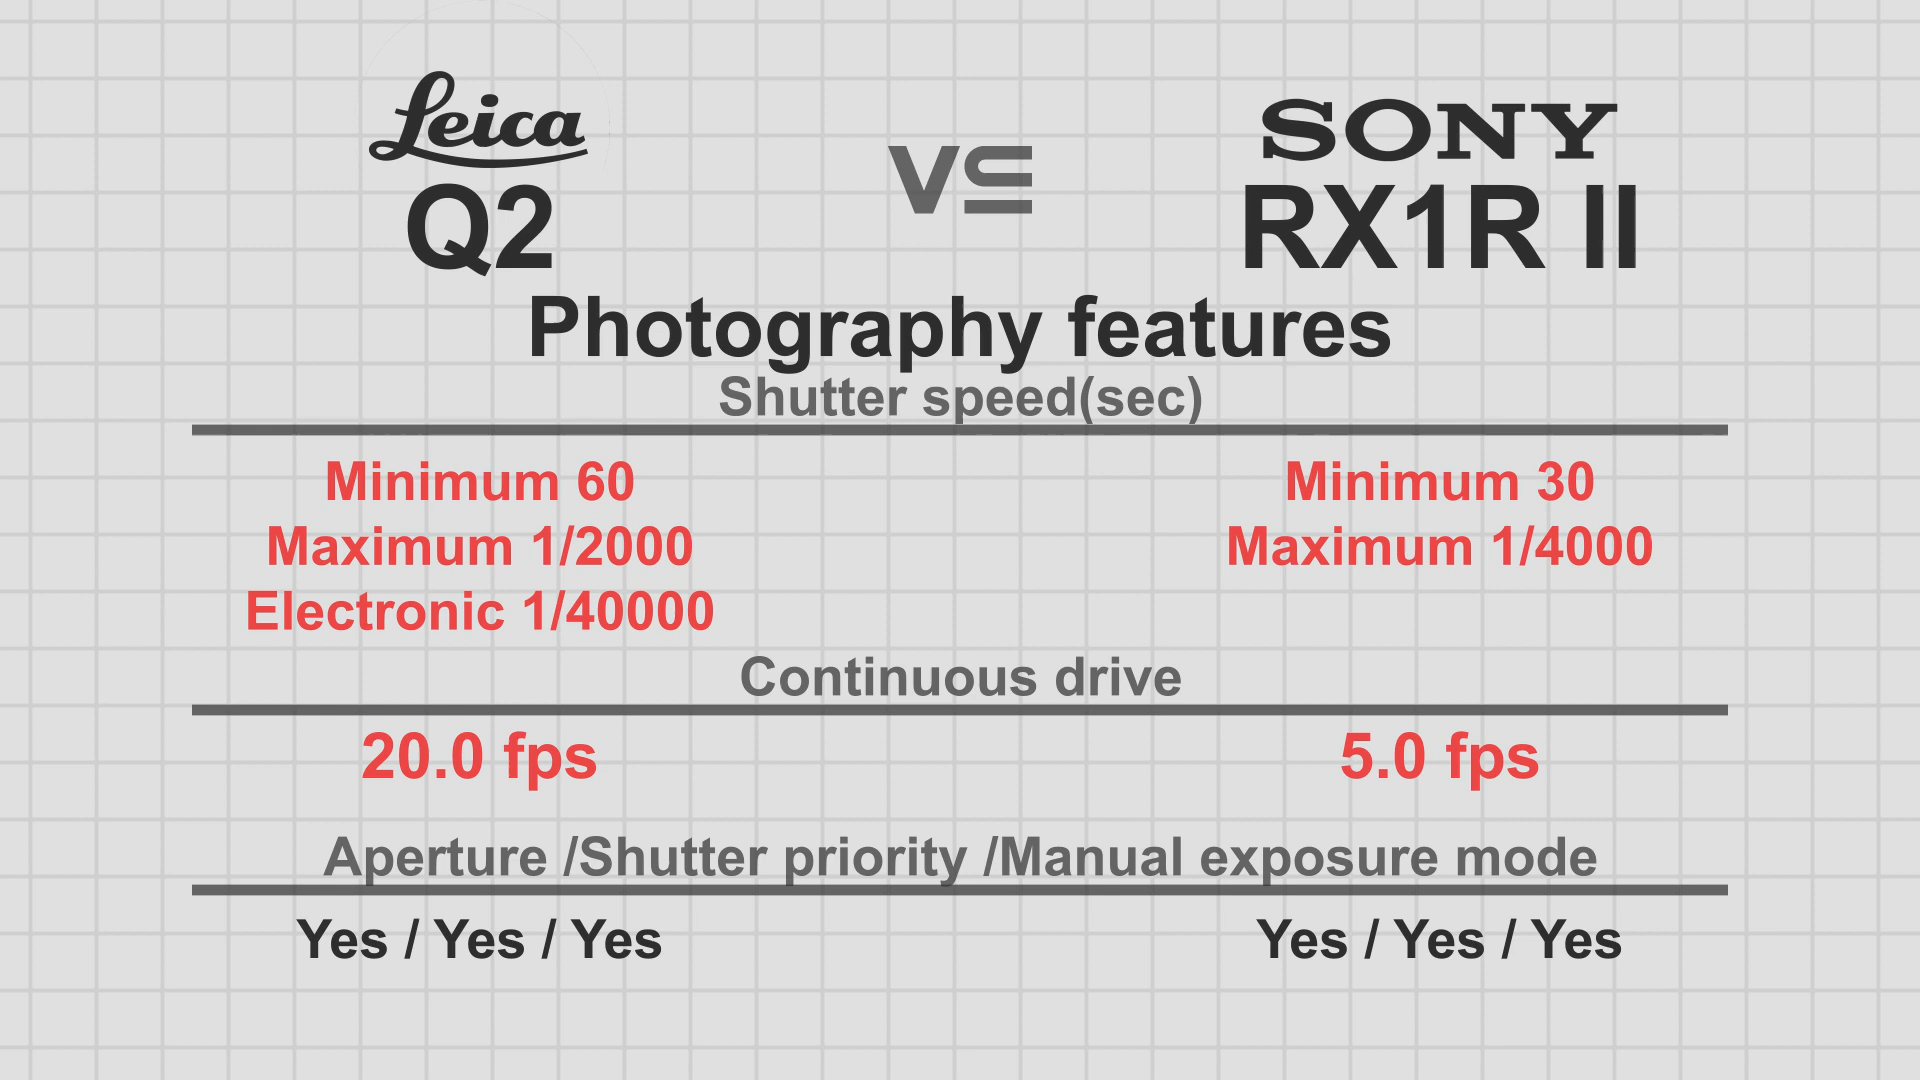 Leica
Q2
VS
SONY
RX1R II
Photography features
Shutter speed(sec)
Minimum 60
Maximum 1/2000
Electronic 1/40000
Minimum 30
Maximum 1/4000
Continuous drive
20.0 fps
5.0 fps
Aperture /Shutter priority /Manual exposure mode
Yes / Yes / Yes
Yes / Yes / Yes